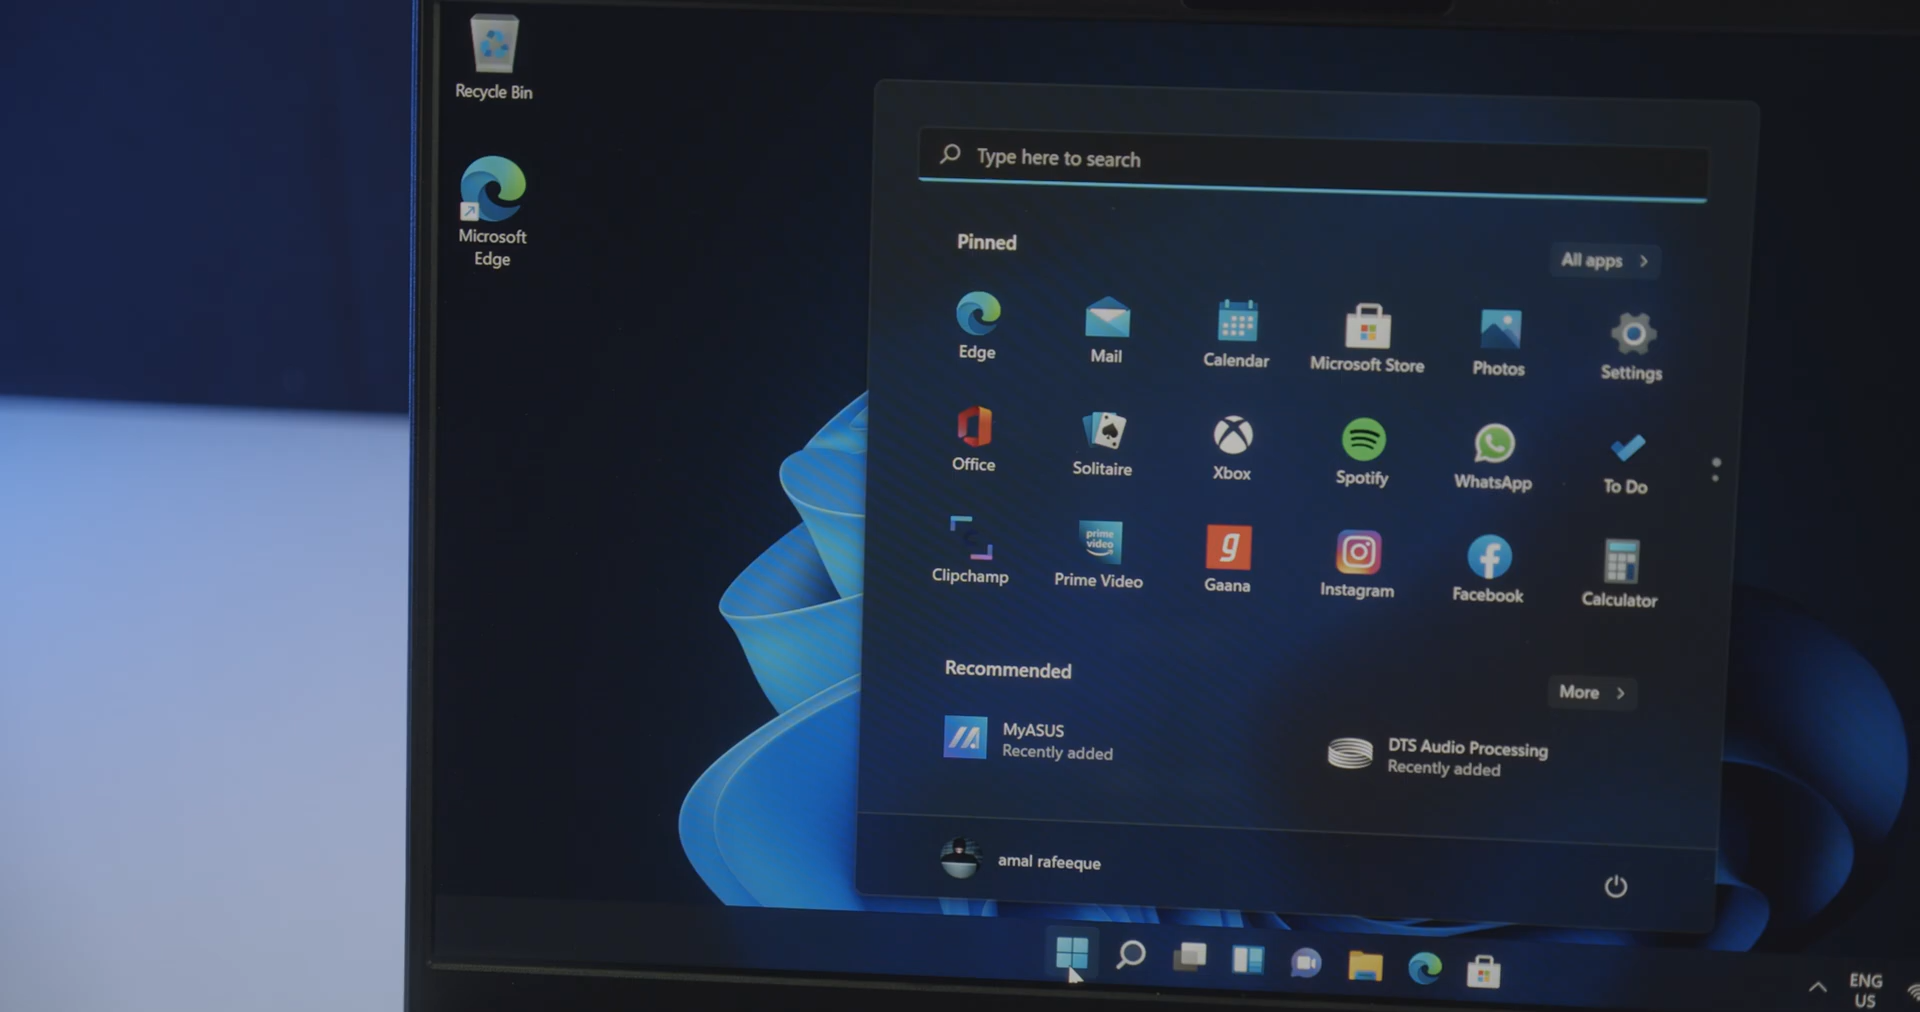 Recycle Bin
Microsoft
Edge
Type here to search
Pinned
All apps
Edge
Mail
Calendar
Microsoft Store
Photos
Settings
Office
Solitaire
Xbox
Spotify
WhatsApp
To Do
prime
video
g
Clipchamp
Prime Video
Gaana
Instagram
Facebook
Calculator
Recommended
More
MyASUS
Recently added
DTS Audio Processing
Recently added
amal rafeeque
ENG
US